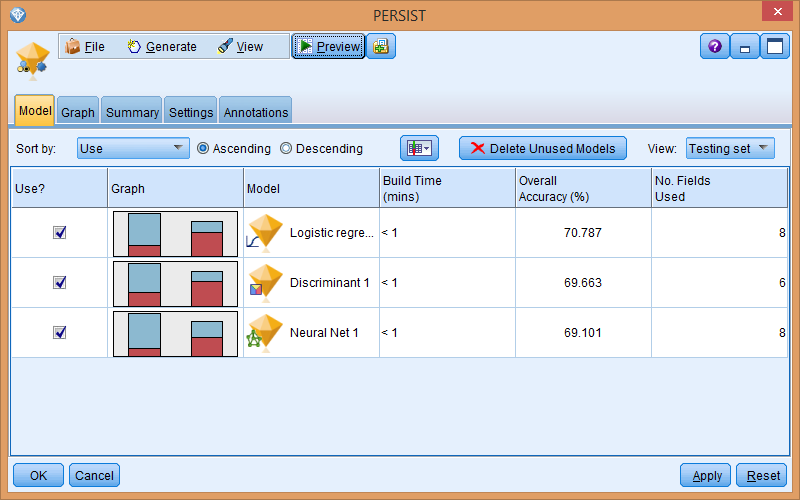 PERSIST
File Generate View Preview
Model Graph Summary Settings Annotations
Sort by: Use Ascending Descending Delete Unused Models View: Testing set
Use? Graph Model Build Time (mins) Overall Accuracy (%) No. Fields Used
Logistic regre... < 1 70.787 8
Discriminant 1 < 1 69.663 6
Neural Net 1 < 1 69.101 8
OK Cancel Apply Reset